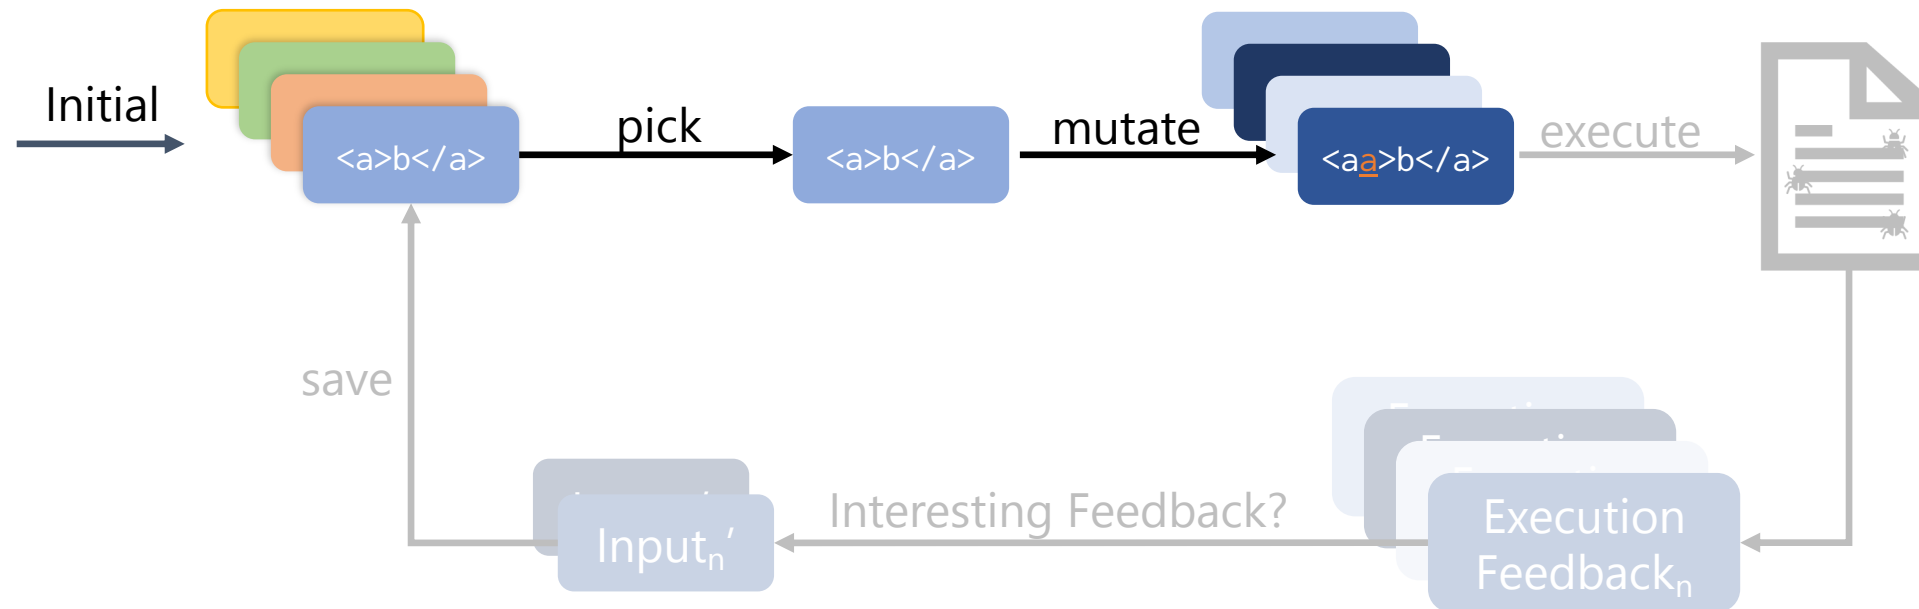 Initial
<a>b</a>
pick
<a>b</a>
mutate
<aa>b</a>
execute
save
Inputn′
Interesting Feedback?
Execution
Feedbackn